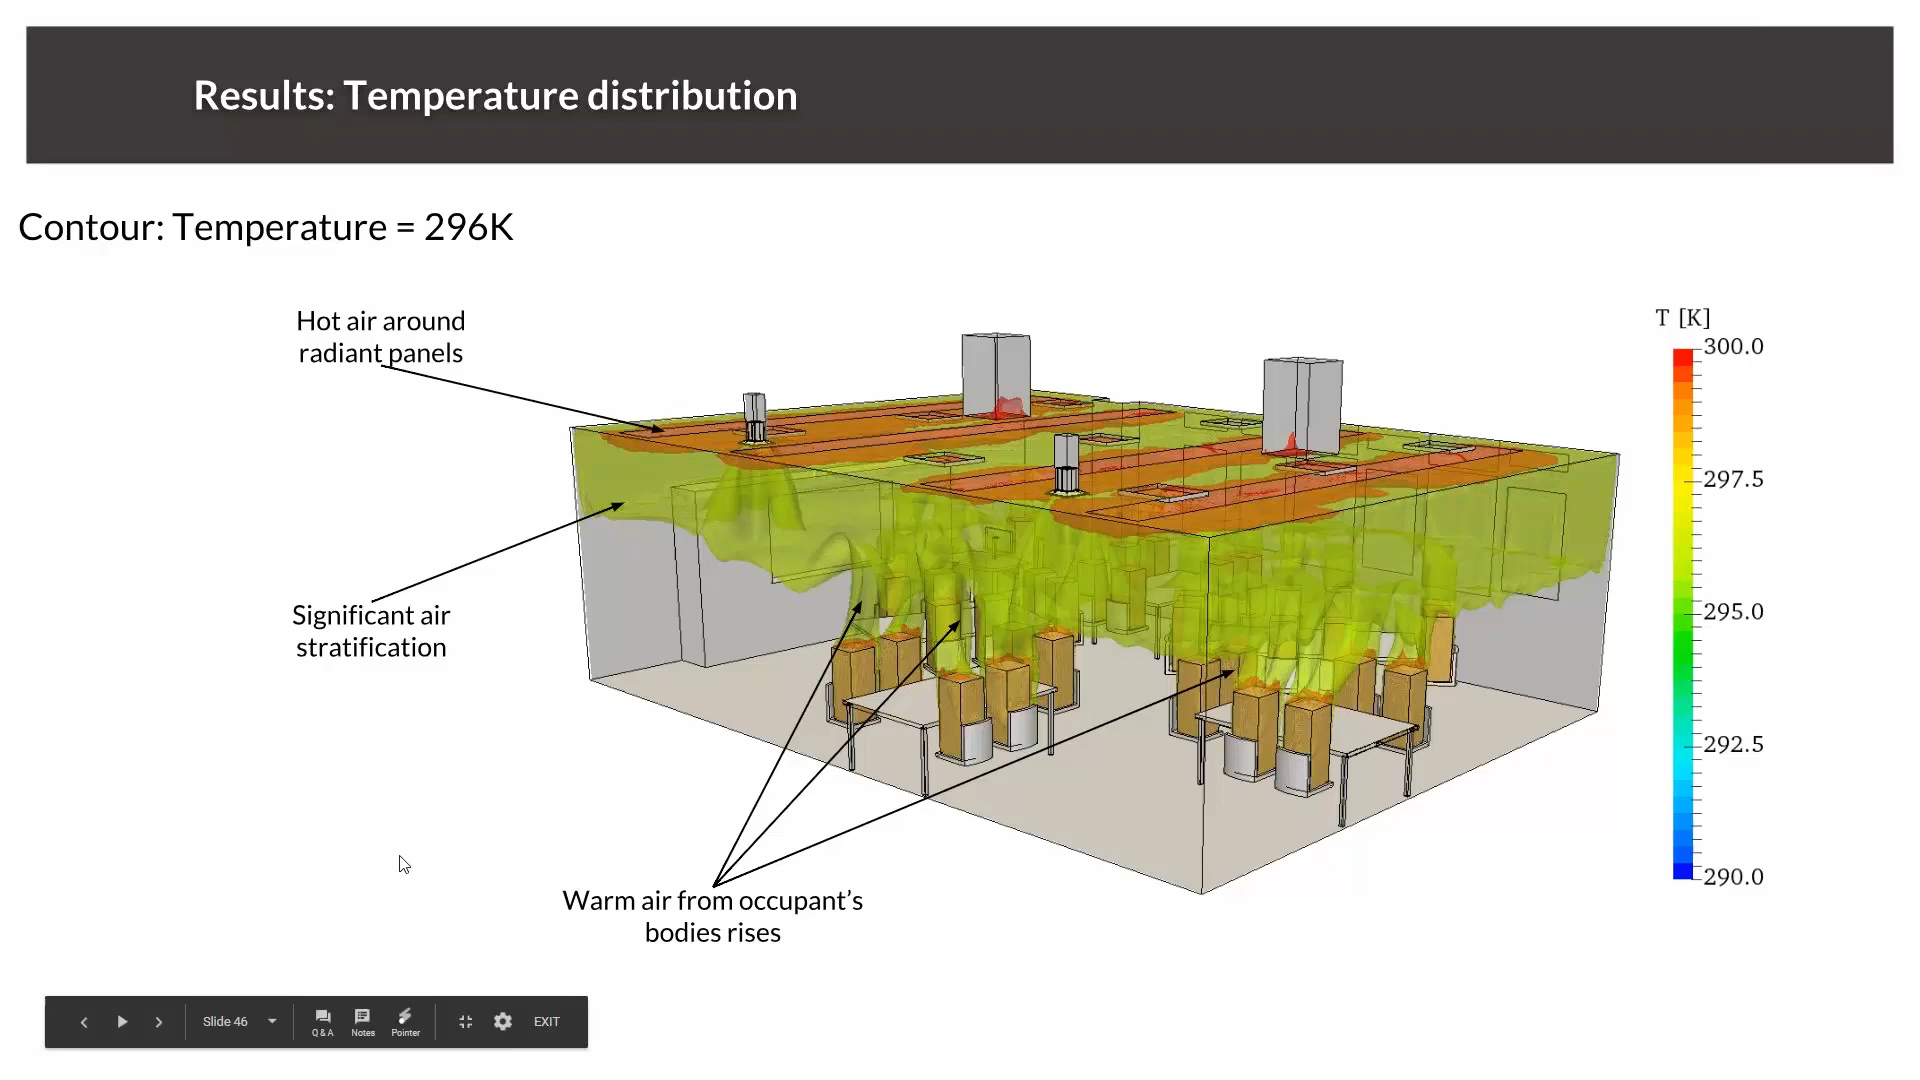 Results: Temperature distribution
Contour: Temperature = 296K
Hot air around
radiant panels
Significant air
stratification
Warm air from occupant's
bodies rises
T [K]
300.0
297.5
295.0
292.5
290.0
Slide 46
Q & A
Notes
Pointer
EXIT